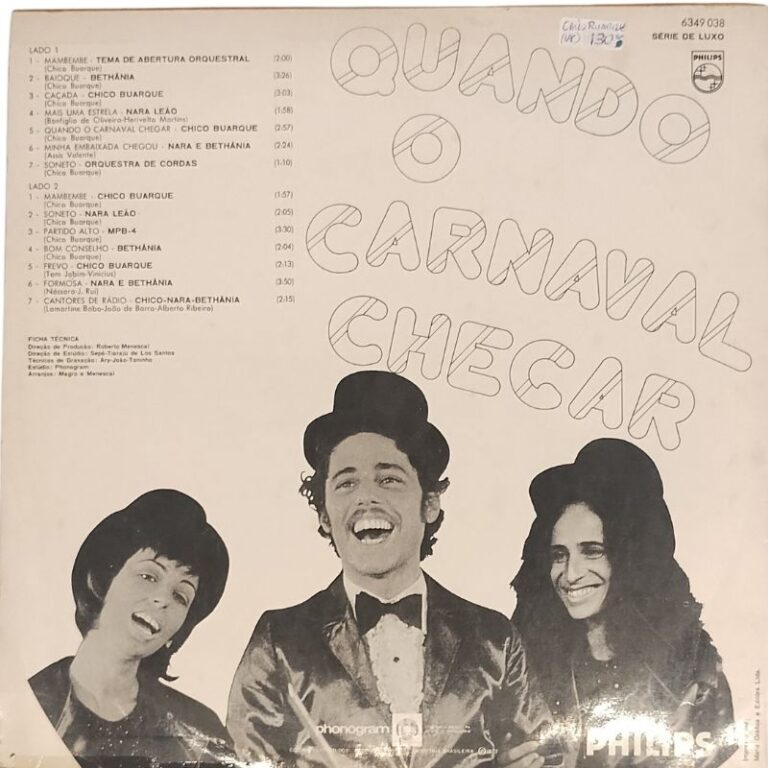 Chico Buarque
130
6349 038
SÉRIE DE LUXO
PHILIPS
QUANDO
O
CARNAVAL
CHEGAR
LADO 1
1 - MAMBEMBE - TEMA DE ABERTURA ORQUESTRAL (2:00)
(Chico Buarque)
2 - BAIOQUE - BETHÂNIA (3:26)
(Chico Buarque)
3 - CAÇADA - CHICO BUARQUE (3:03)
(Chico Buarque)
4 - MAIS UMA ESTRELA - NARA LEÃO (1:58)
(Bonfiglio de Oliveira-Herivelto Martins)
5 - QUANDO O CARNAVAL CHEGAR - CHICO BUARQUE (2:57)
(Chico Buarque)
6 - MINHA EMBAIXADA CHEGOU - NARA E BETHÂNIA (2:24)
(Assis Valente)
7 - SONETO - ORQUESTRA DE CORDAS (1:10)
(Chico Buarque)
LADO 2
1 - MAMBEMBE - CHICO BUARQUE (1:57)
(Chico Buarque)
2 - SONETO - NARA LEÃO (2:05)
(Chico Buarque)
3 - PARTIDO ALTO - MPB-4 (3:30)
(Chico Buarque)
4 - BOM CONSELHO - BETHÂNIA (2:04)
(Chico Buarque)
5 - FREVO - CHICO BUARQUE (2:13)
(Tom Jobim-Vinicius)
6 - FORMOSA - NARA E BETHÂNIA (3:50)
(Nássara-J. Rui)
7 - CANTORES DE RÁDIO - CHICO-NARA-BETHÂNIA (2:15)
(Lamartine Babo-João de Barro-Alberto Ribeiro)
FICHA TÉCNICA
Direção de Produção: Roberto Menescal
Direção de Estúdio: Sepé-Tiaraju de Los Santos
Técnicos de Gravação: Ary-João-Toninho
Estúdio: Phonogram
Arranjos: Magro e Menescal
phonogram
PHILIPS